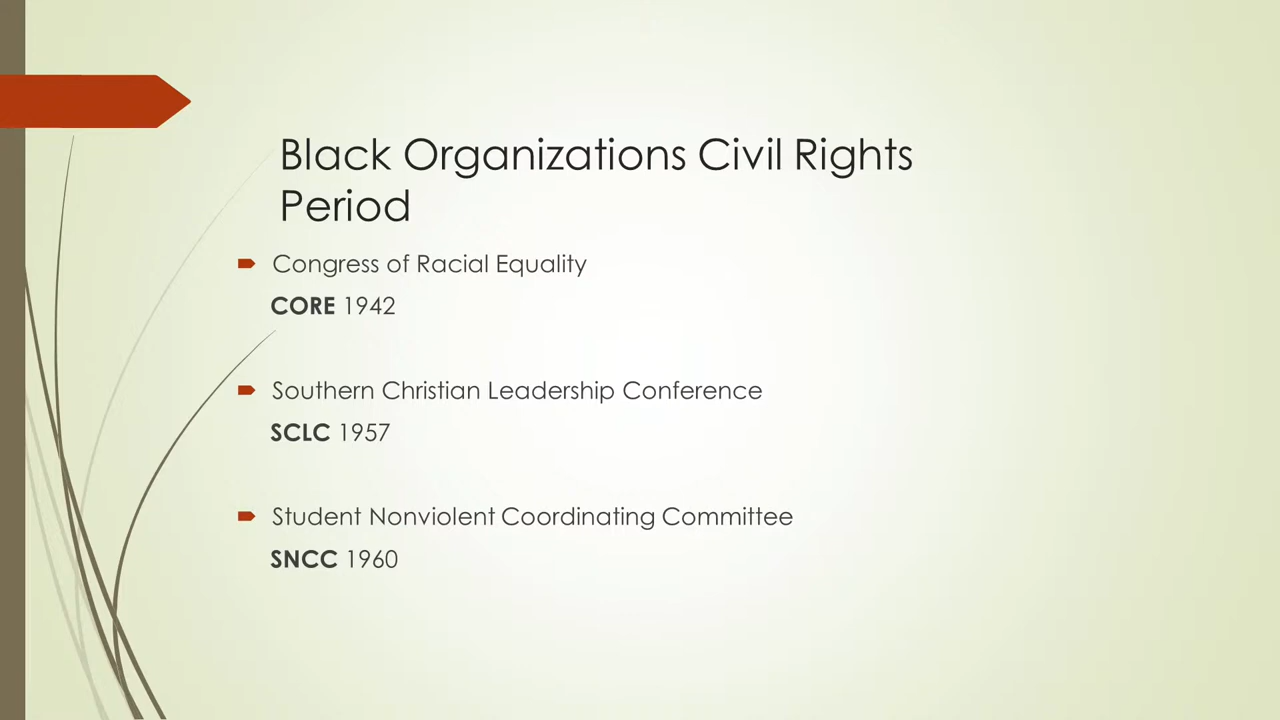 Black Organizations Civil Rights
Period
Congress of Racial Equality
CORE 1942
Southern Christian Leadership Conference
SCLC 1957
Student Nonviolent Coordinating Committee
SNCC 1960